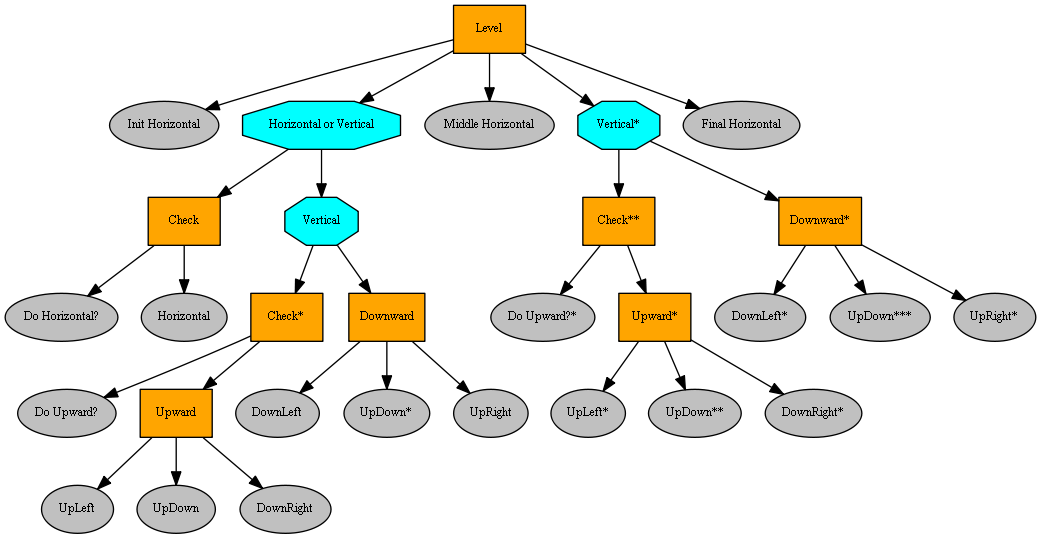 Level
Init Horizontal
Horizontal or Vertical
Middle Horizontal
Vertical*
Final Horizontal
Check
Vertical
Check**
Downward*
Do Horizontal?
Horizontal
Check*
Downward
Do Upward?*
Upward*
DownLeft*
UpDown***
UpRight*
Do Upward?
Upward
DownLeft
UpDown*
UpRight
UpLeft*
UpDown**
DownRight*
UpLeft
UpDown
DownRight